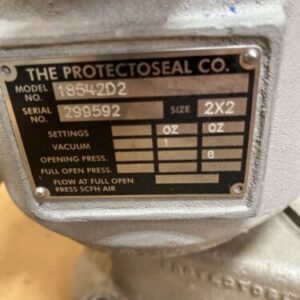 THE PROTECTOSEAL CO.
MODEL NO. 18542D2
SERIAL NO. 299592 SIZE 2X2
SETTINGS OZ OZ
VACUUM 1
OPENING PRESS. 8
FULL OPEN PRESS.
FLOW AT FULL OPEN
PRESS SCFH AIR